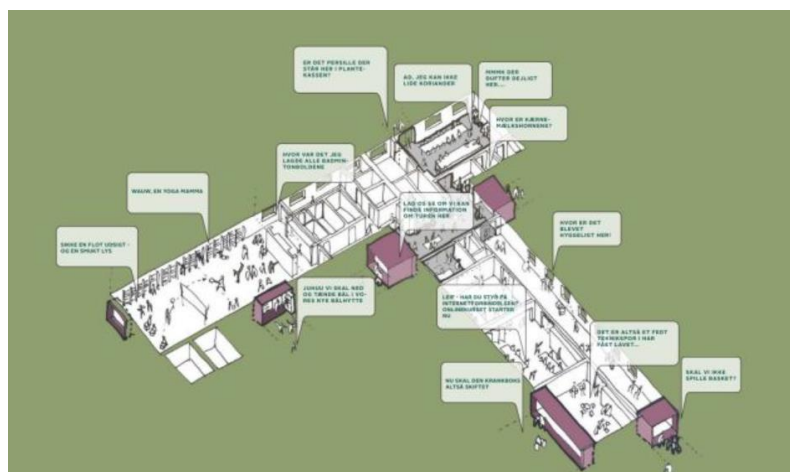 ER DET PERSILLE DER
STÅR HER I PLANTE-
KASSEN?
AD, JEG KAN IKKE
LIDE KORIANDER
MMMM DER
DUFTER DEJLIGT
HER....
HVOR ER KÆRNE-
MÆLKSHORNENE?
HVOR VAR DET JEG
LAGDE ALLE BADMIN-
TONBOLDENE
WAUW, EN YOGA MAMMA
LAD OS SE OM VI KAN
FINDE INFORMATION
OM TUREN HER
HVOR ER DET
BLEVET
HYGGELIGT HER!
SIKKE EN FLOT UDSIGT -
OG EN SMUKT LYS
JUHUU VI SKAL NED
OG TÆNDE BÅL I VO-
RES NYE BÅLHYTTE
LEIF - HAR DU STYR PÅ
INTERNETFORBINDELSEN?
ONLINEKURSET STARTER
NU
DET ER ALTSÅ ET FEDT
TEKNIKSPOR I HAR
FÅET LAVET...
SKAL VI IKKE
SPILLE BASKET?
NU SKAL DEN KRANKBOKS
ALTSÅ SKIFTET